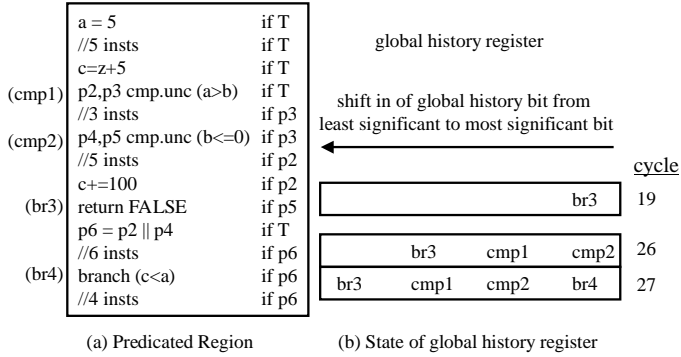 a = 5 if T
//5 insts if T
c=z+5 if T
(cmp1) p2,p3 cmp.unc (a>b) if T
//3 insts if p3
(cmp2) p4,p5 cmp.unc (b<=0) if p3
//5 insts if p2
c+=100 if p2
(br3) return FALSE if p5
p6 = p2 || p4 if T
//6 insts if p6
(br4) branch (c<a) if p6
//4 insts if p6
(a) Predicated Region
global history register
shift in of global history bit from
least significant to most significant bit
cycle
br3 19
br3 cmp1 cmp2 26
br3 cmp1 cmp2 br4 27
(b) State of global history register